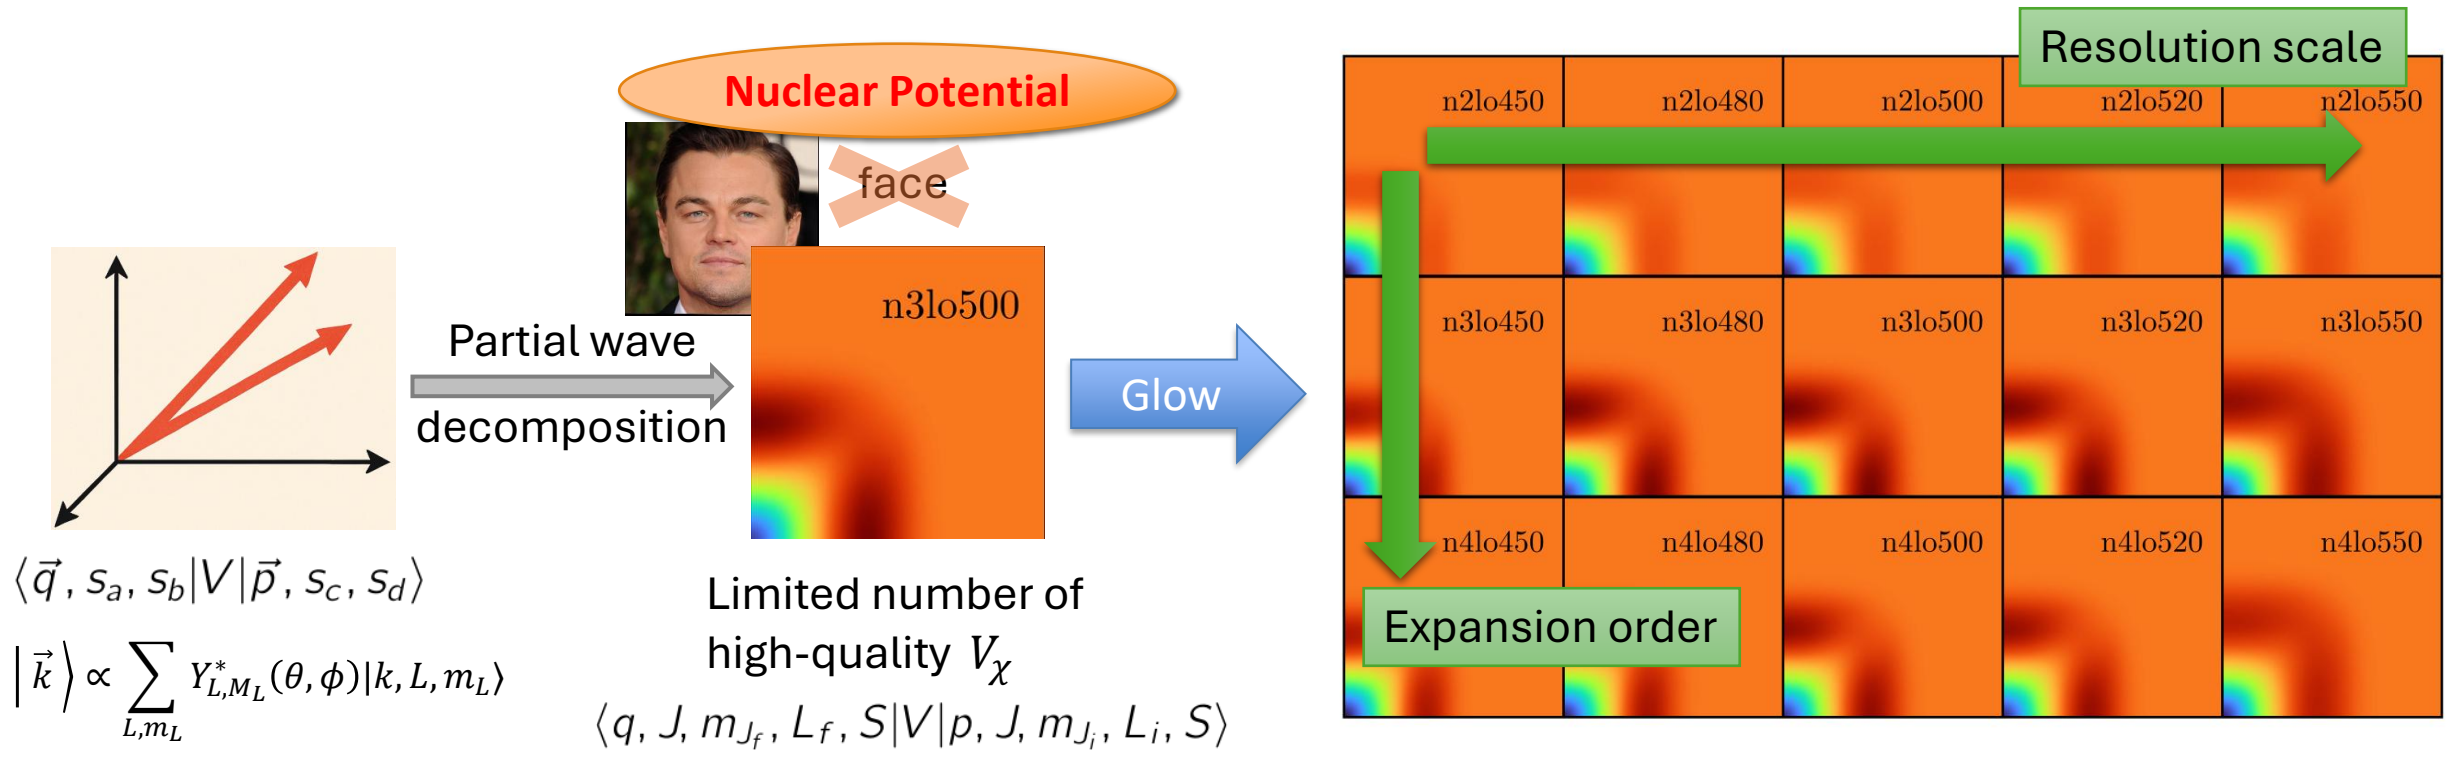 Nuclear Potential
face
Partial wave
decomposition
n3lo500
Glow
⟨q⃗, s_a, s_b|V|p⃗, s_c, s_d⟩
|k⃗⟩ ∝ ∑_{L,m_L} Y*_{L,M_L}(θ,ϕ)|k, L, m_L⟩
Limited number of
high-quality V_χ
⟨q, J, m_{J_f}, L_f, S|V|p, J, m_{J_i}, L_i, S⟩
Resolution scale
n2lo450 n2lo480 n2lo500 n2lo520 n2lo550
n3lo450 n3lo480 n3lo500 n3lo520 n3lo550
n4lo450 n4lo480 n4lo500 n4lo520 n4lo550
Expansion order